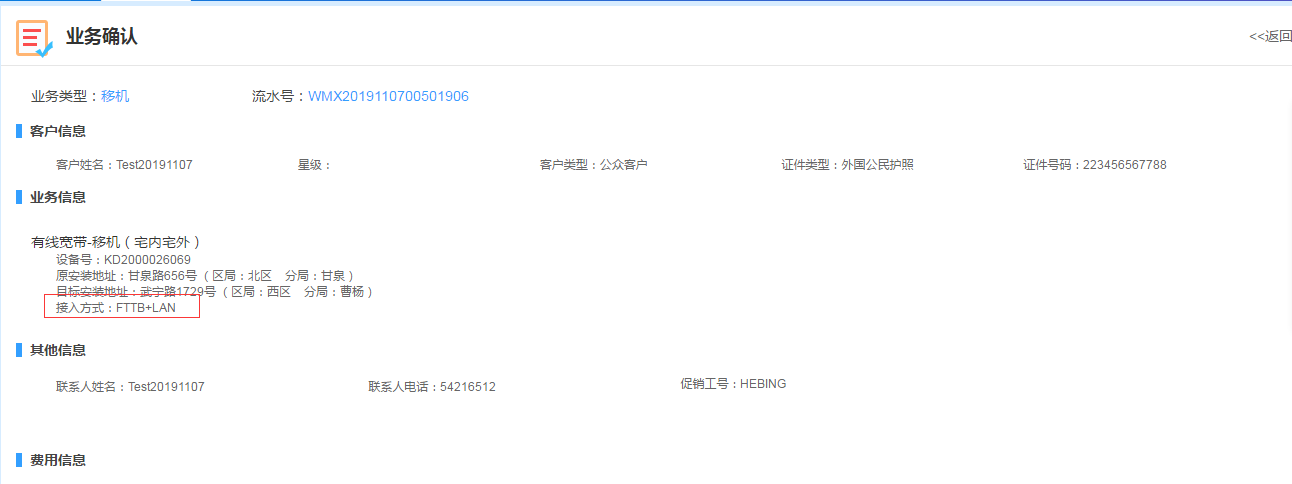 业务确认
<<返回
业务类型：移机 流水号：WMX2019110700501906
客户信息
客户姓名：Test20191107 星级： 客户类型：公众客户 证件类型：外国公民护照 证件号码：223456567788
业务信息
有线宽带-移机（宅内宅外）
设备号：KD2000026069
原安装地址：甘泉路656号（区局：北区 分局：甘泉）
目标安装地址：武宁路1729号（区局：西区 分局：曹杨）
接入方式：FTTB+LAN
其他信息
联系人姓名：Test20191107 联系人电话：54216512 促销工号：HEBING
费用信息